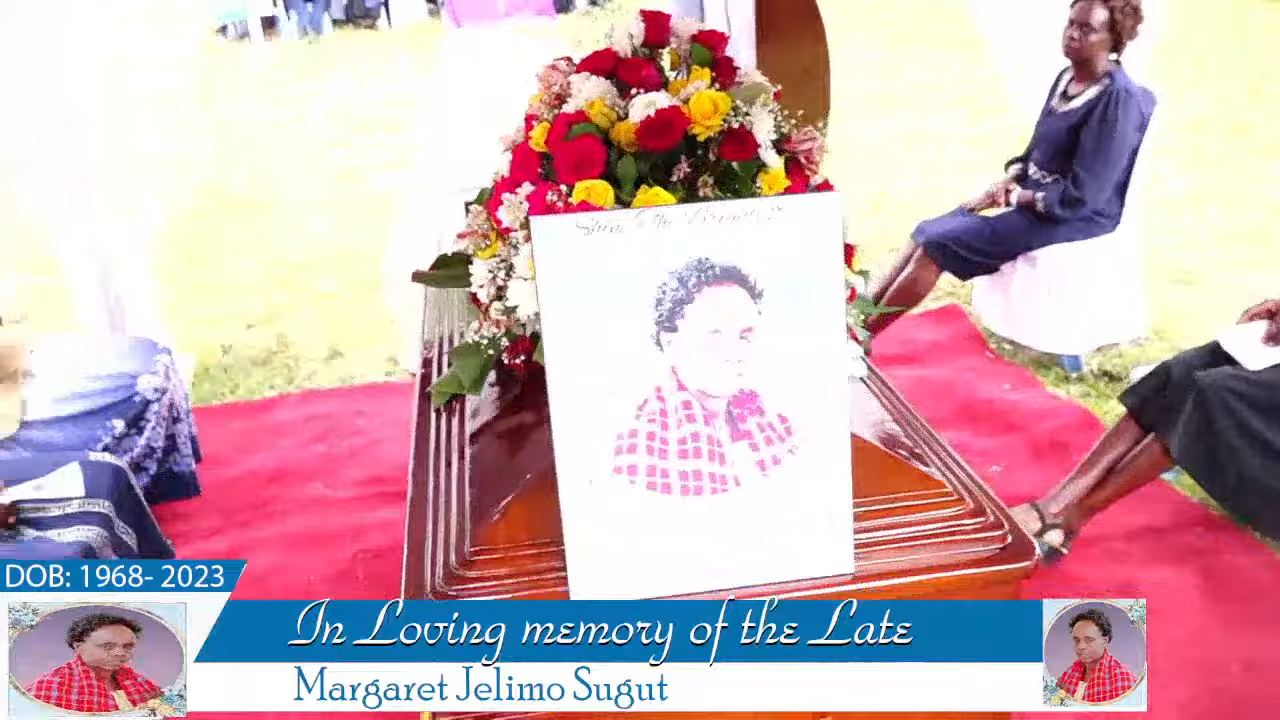 DOB: 1968- 2023
In Loving memory of the Late
Margaret Jelimo Sugut